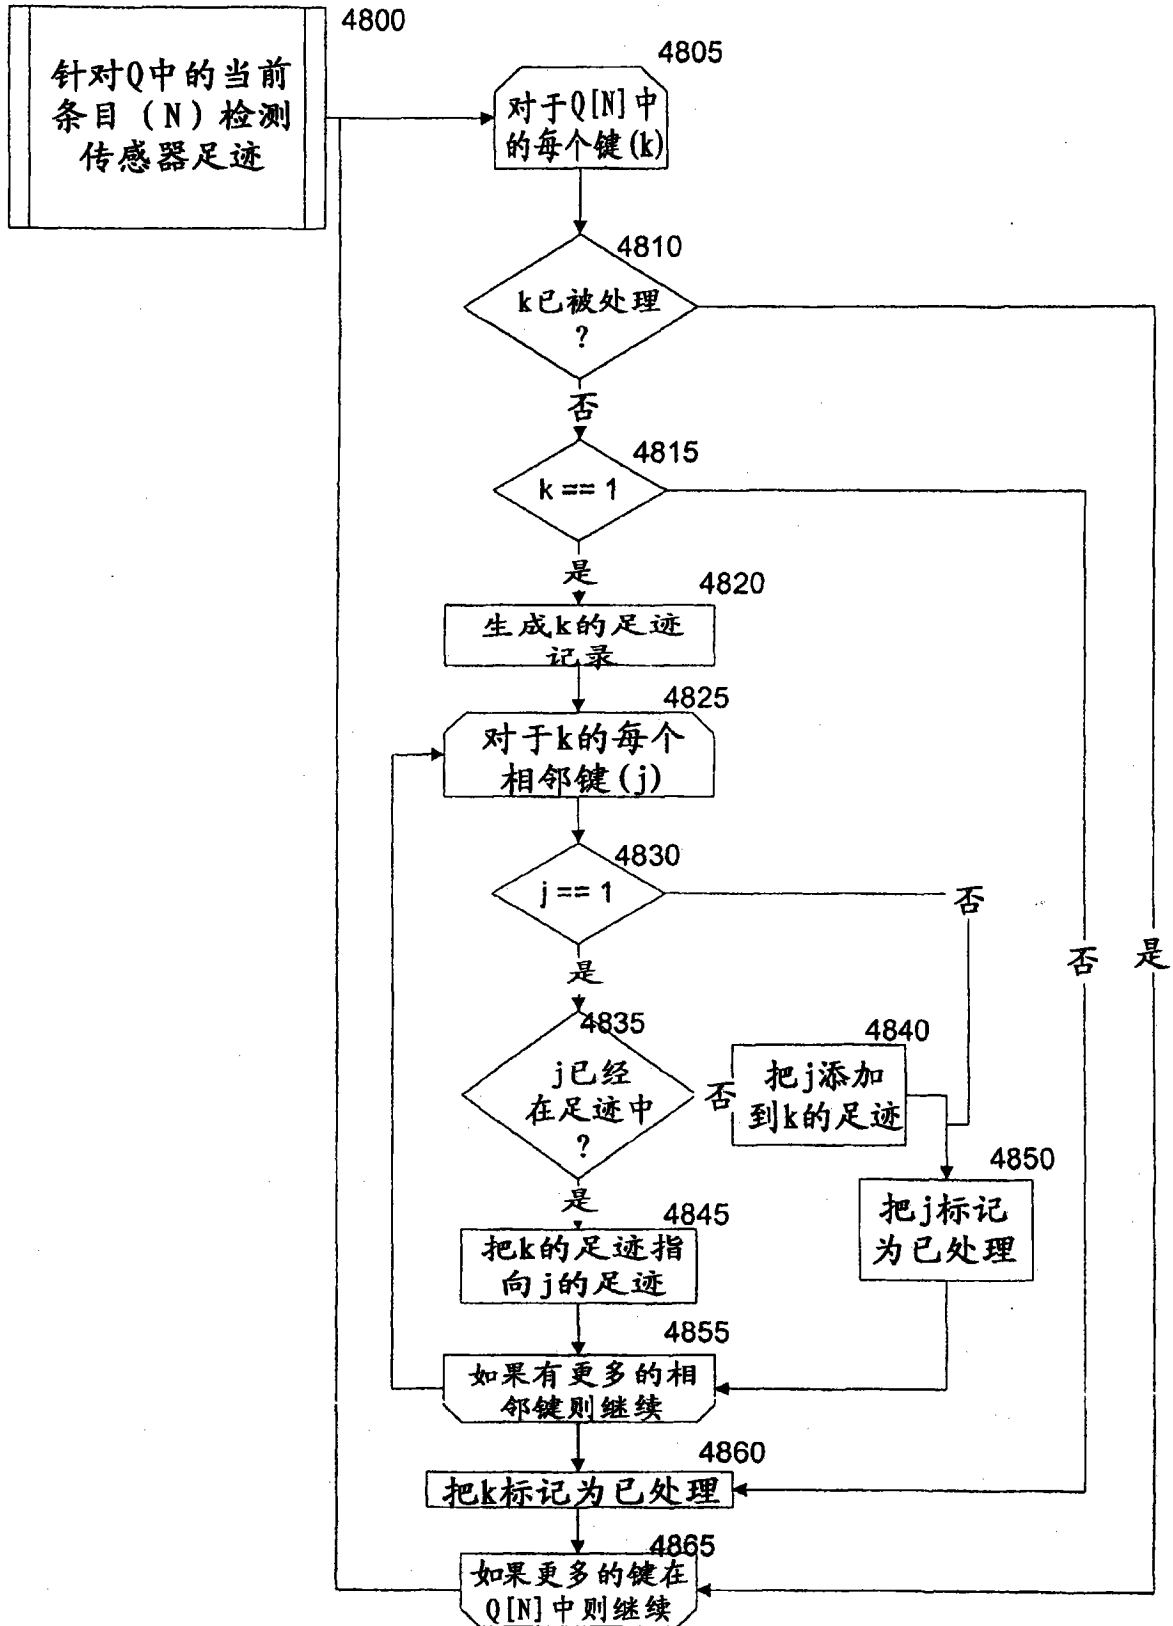 4800
针对Q中的当前
条目（N）检测
传感器足迹
4805
对于Q[N]中
的每个键(k)
4810
k已被处理
?
否
4815
k == 1
是
4820
生成k的足迹
记录
4825
对于k的每个
相邻键(j)
4830
j == 1
否
是
否
是
4835
j已经
在足迹中
?
否
4840
把j添加
到k的足迹
4850
把j标记
为已处理
是
4845
把k的足迹指
向j的足迹
4855
如果有更多的相
邻键则继续
4860
把k标记为已处理
4865
如果更多的键在
Q[N]中则继续